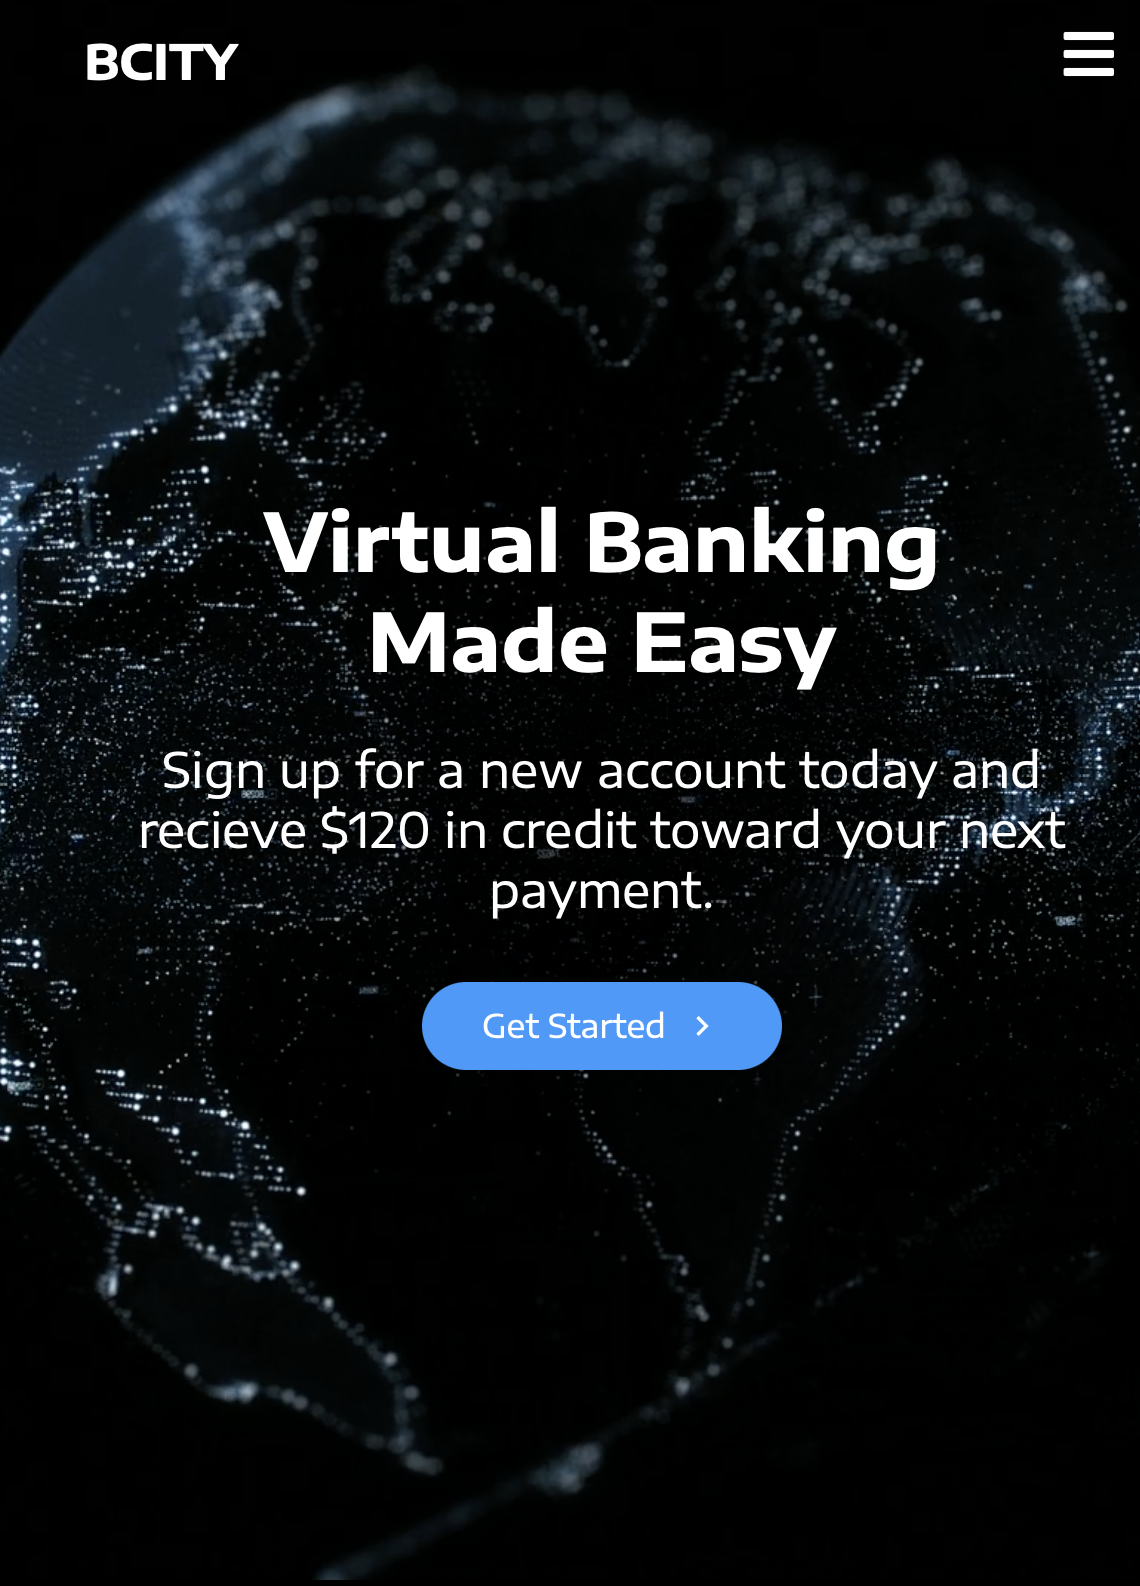 BCITY
Virtual Banking
Made Easy
Sign up for a new account today and
recieve $120 in credit toward your next
payment.
Get Started